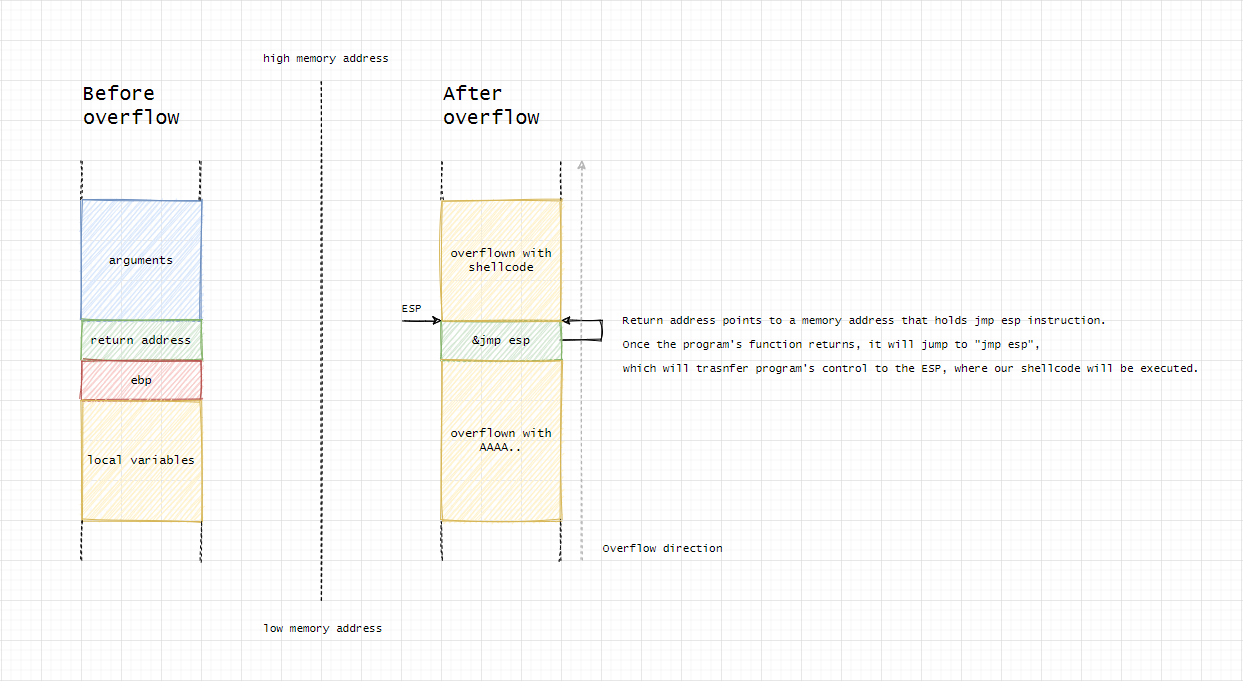 high memory address
Before
overflow
After
overflow
arguments
return address
ebp
local variables
overflown with
shellcode
ESP
&jmp esp
overflown with
AAAA..
Return address points to a memory address that holds jmp esp instruction.
Once the program's function returns, it will jump to "jmp esp",
which will trasnfer program's control to the ESP, where our shellcode will be executed.
Overflow direction
low memory address